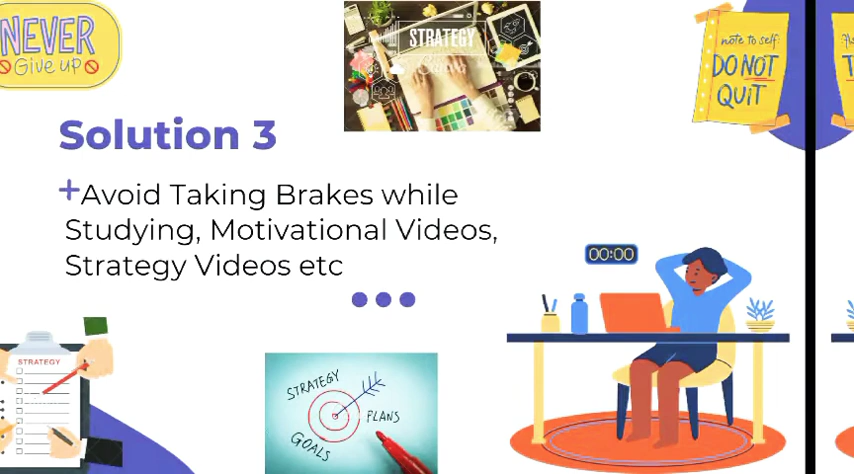 NEVER
Give up
STRATEGY
Canva
note to self:
DO NOT
QUIT
Solution 3
+Avoid Taking Brakes while
Studying, Motivational Videos,
Strategy Videos etc
00:00
STRATEGY
STRATEGY
PLANS
GOALS